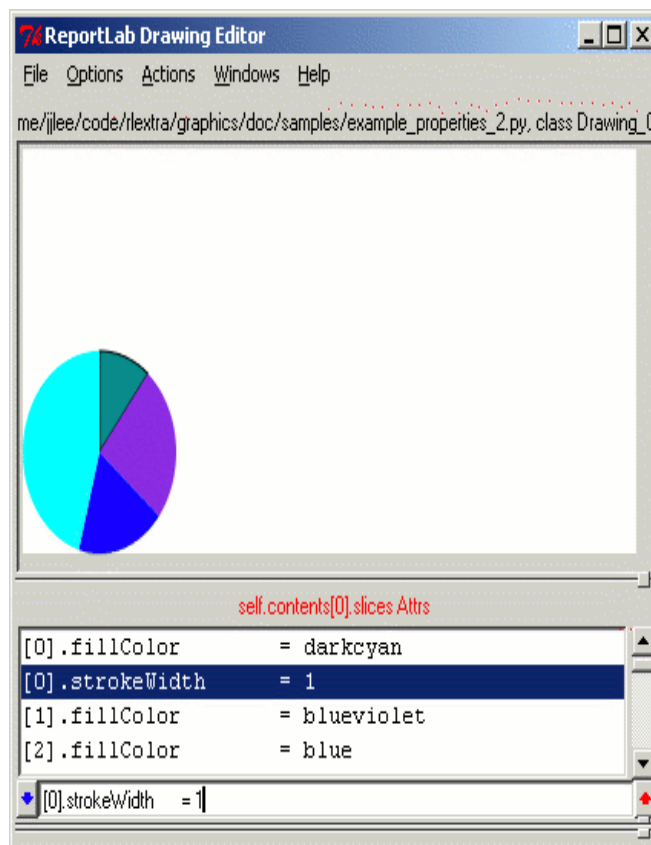 ReportLab Drawing Editor
File Options Actions Windows Help
me/jjlee/code/rlextra/graphics/doc/samples/example_properties_2.py, class Drawing_0
self.contents[0].slices Attrs
[0].fillColor = darkcyan
[0].strokeWidth = 1
[1].fillColor = blueviolet
[2].fillColor = blue
[0].strokeWidth = 1